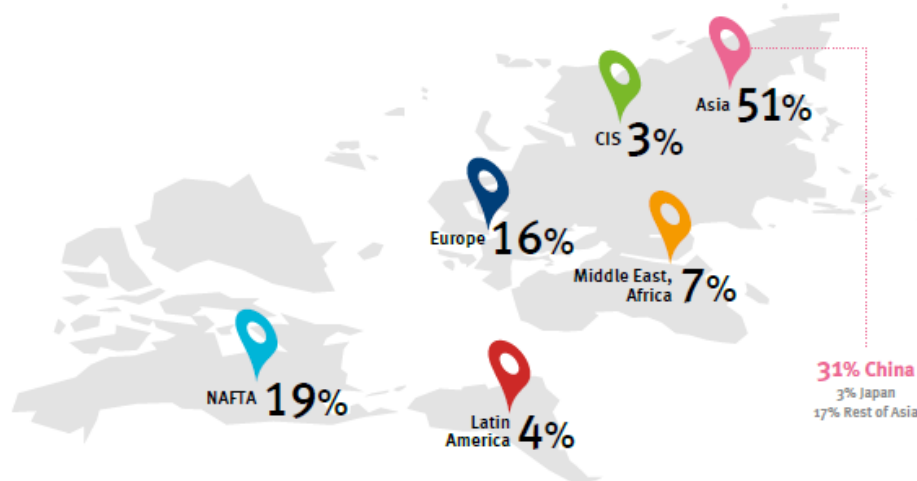 Asia 51%
CIS 3%
Europe 16%
Middle East,
Africa 7%
NAFTA 19%
Latin
America 4%
31% China
3% Japan
17% Rest of Asia